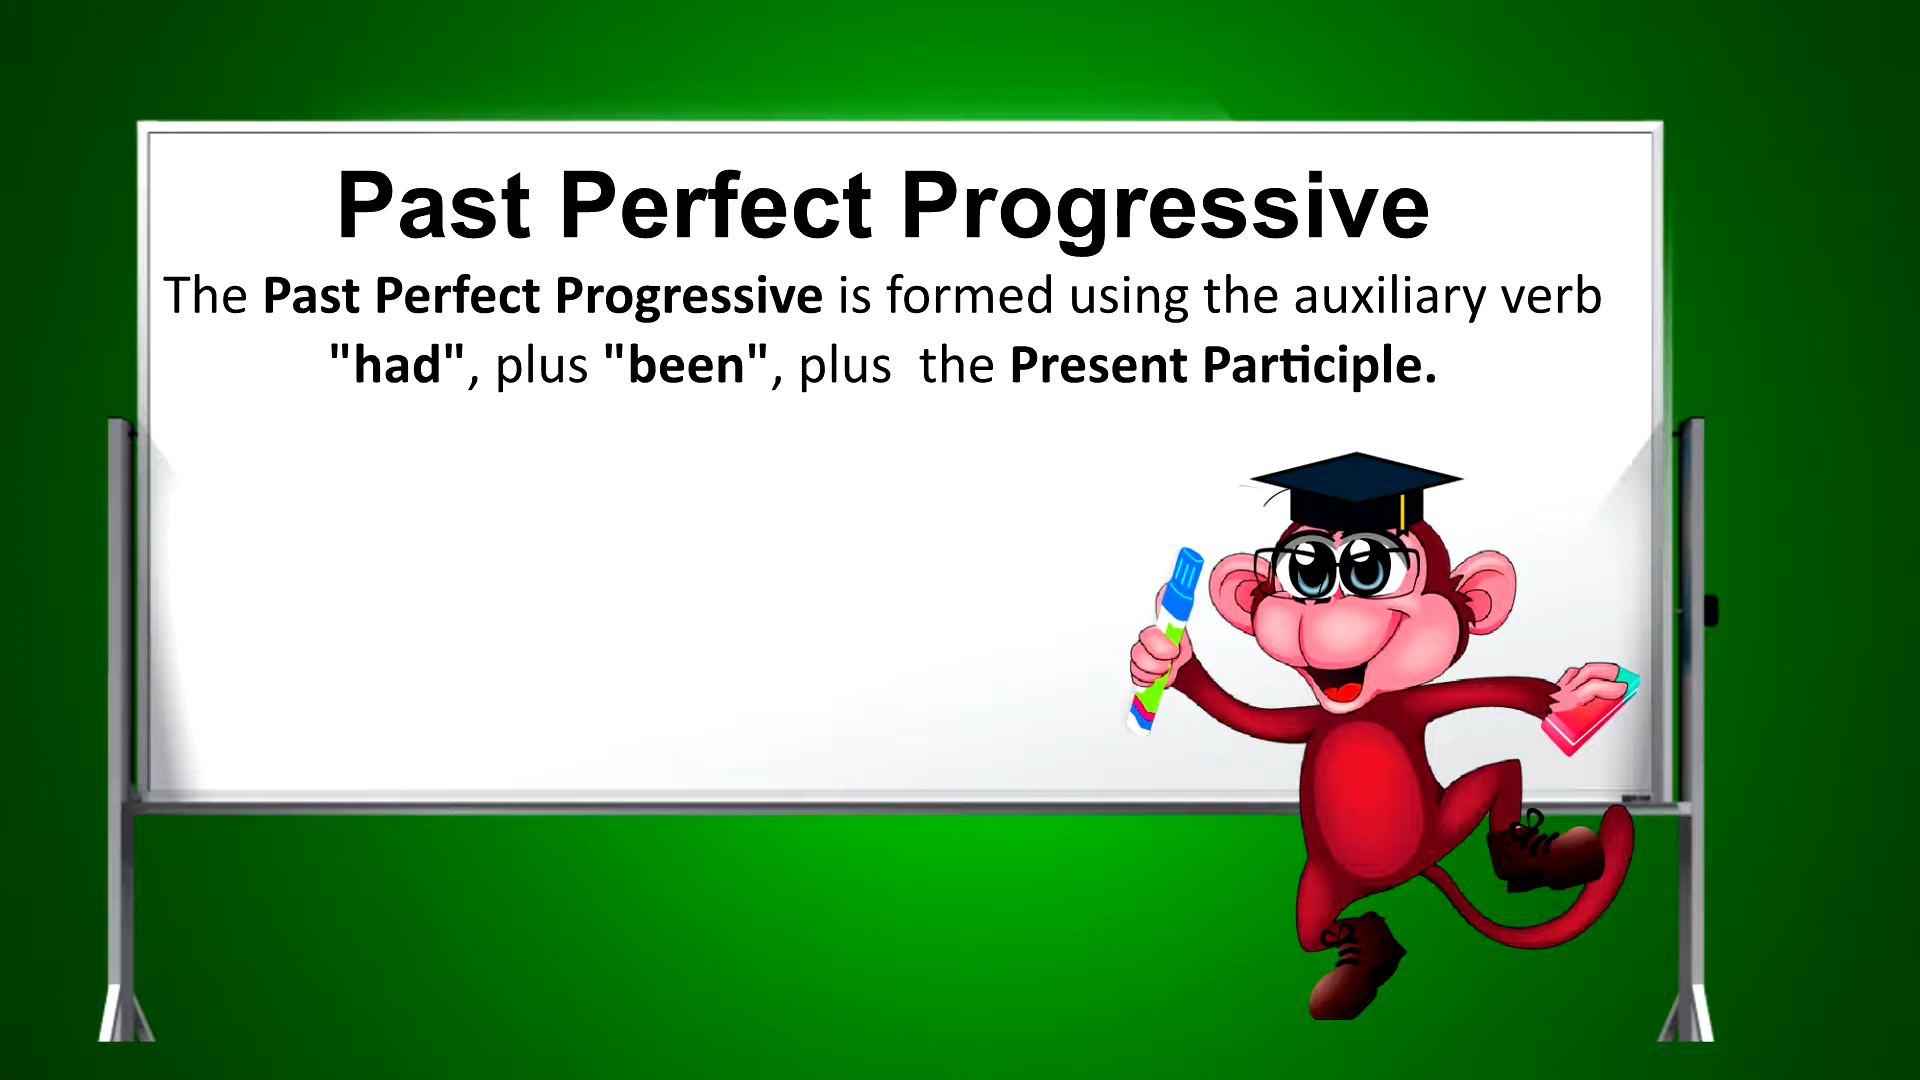 Past Perfect Progressive
The Past Perfect Progressive is formed using the auxiliary verb
"had", plus "been", plus  the Present Participle.